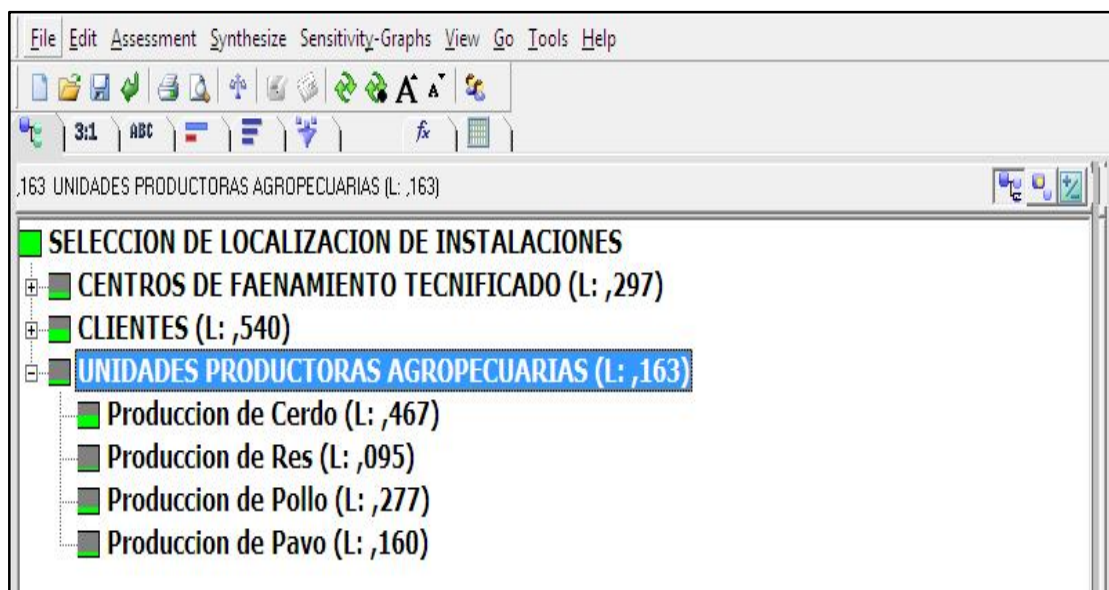 File Edit Assessment Synthesize Sensitivity-Graphs View Go Tools Help
A A
3:1 ABC fx
,163 UNIDADES PRODUCTORAS AGROPECUARIAS (L: ,163)
SELECCION DE LOCALIZACION DE INSTALACIONES
CENTROS DE FAENAMIENTO TECNIFICADO (L: ,297)
CLIENTES (L: ,540)
UNIDADES PRODUCTORAS AGROPECUARIAS (L: ,163)
Produccion de Cerdo (L: ,467)
Produccion de Res (L: ,095)
Produccion de Pollo (L: ,277)
Produccion de Pavo (L: ,160)